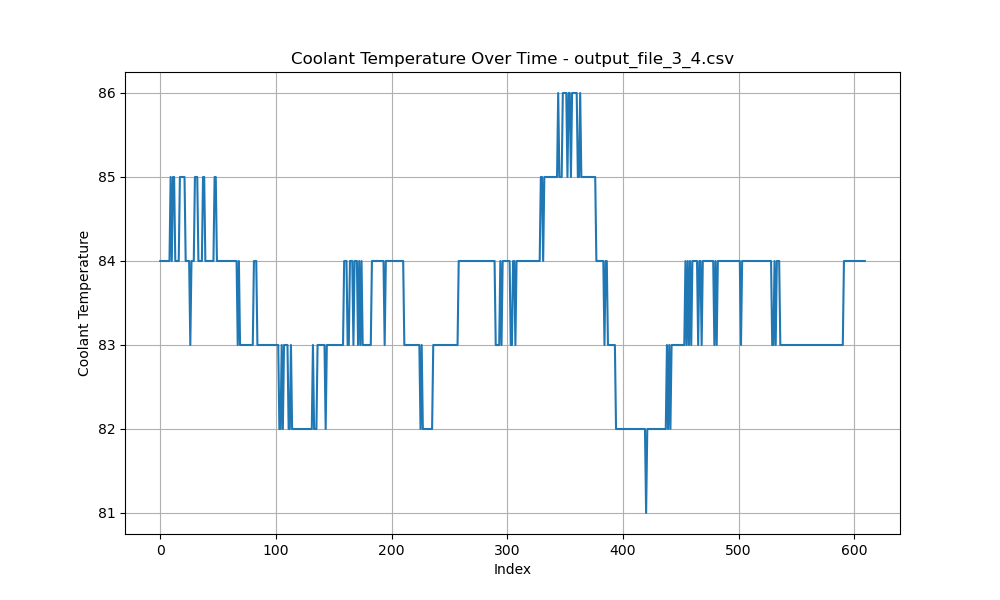 Coolant Temperature Over Time - output_file_3_4.csv
Coolant Temperature
86
85
84
83
82
81
0 100 200 300 400 500 600
Index